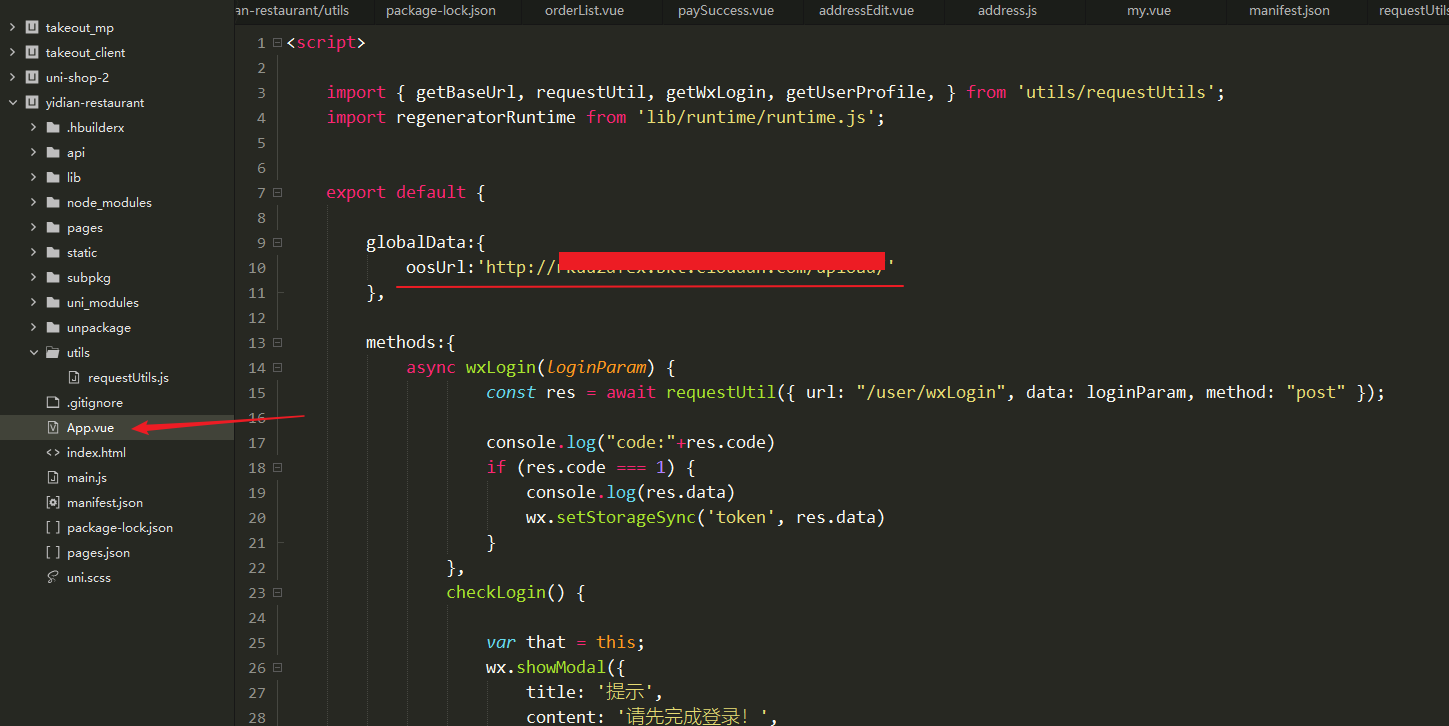 an-restaurant/utils package-lock.json orderList.vue paySuccess.vue addressEdit.vue address.js my.vue manifest.json requestUtils
takeout_mp
takeout_client
uni-shop-2
yidian-restaurant
.hbuilderx
api
lib
node_modules
pages
static
subpkg
uni_modules
unpackage
utils
requestUtils.js
.gitignore
App.vue
index.html
main.js
manifest.json
package-lock.json
pages.json
uni.scss
1 <script>
2
3 import { getBaseUrl, requestUtil, getWxLogin, getUserProfile, } from 'utils/requestUtils';
4 import regeneratorRuntime from 'lib/runtime/runtime.js';
5
6
7 export default {
8
9 globalData:{
10 oosUrl:'http:// '
11 },
12
13 methods:{
14 async wxLogin(loginParam) {
15 const res = await requestUtil({ url: "/user/wxLogin", data: loginParam, method: "post" });
16
17 console.log("code:"+res.code)
18 if (res.code === 1) {
19 console.log(res.data)
20 wx.setStorageSync('token', res.data)
21 }
22 },
23 checkLogin() {
24
25 var that = this;
26 wx.showModal({
27 title: '提示',
28 content: '请先完成登录！',